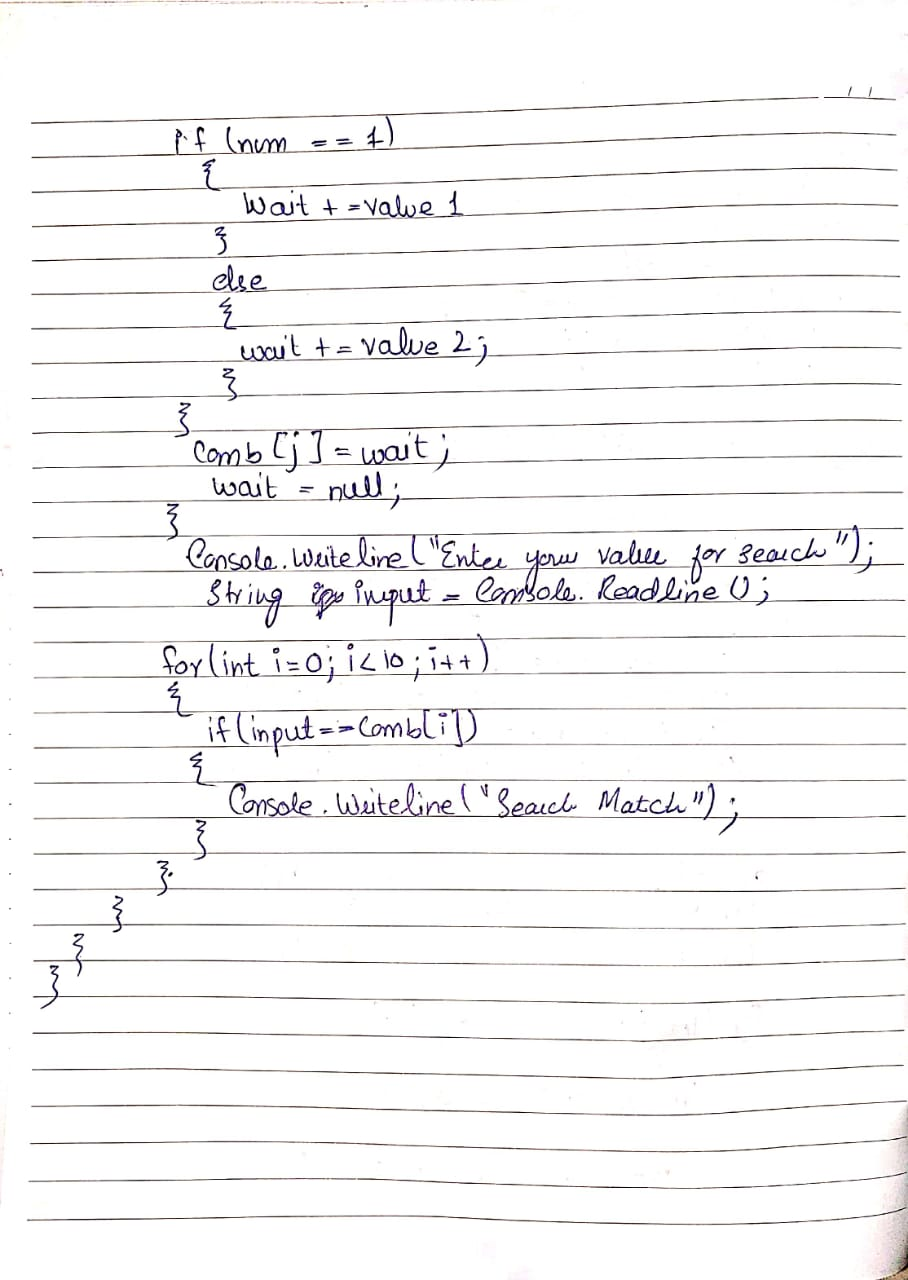 / /
if (num == 1)
{
Wait + = value 1
}
else
{
wait + = value 2;
}
}
Comb [j] = wait;
wait = null;
}
Console.Writeline("Enter your value for search");
String input = Console.Readline();
for(int i=0; i<10; i++)
{
if(input==Comb[i])
{
Console.Writeline("Search Match");
}
}
}
}
}